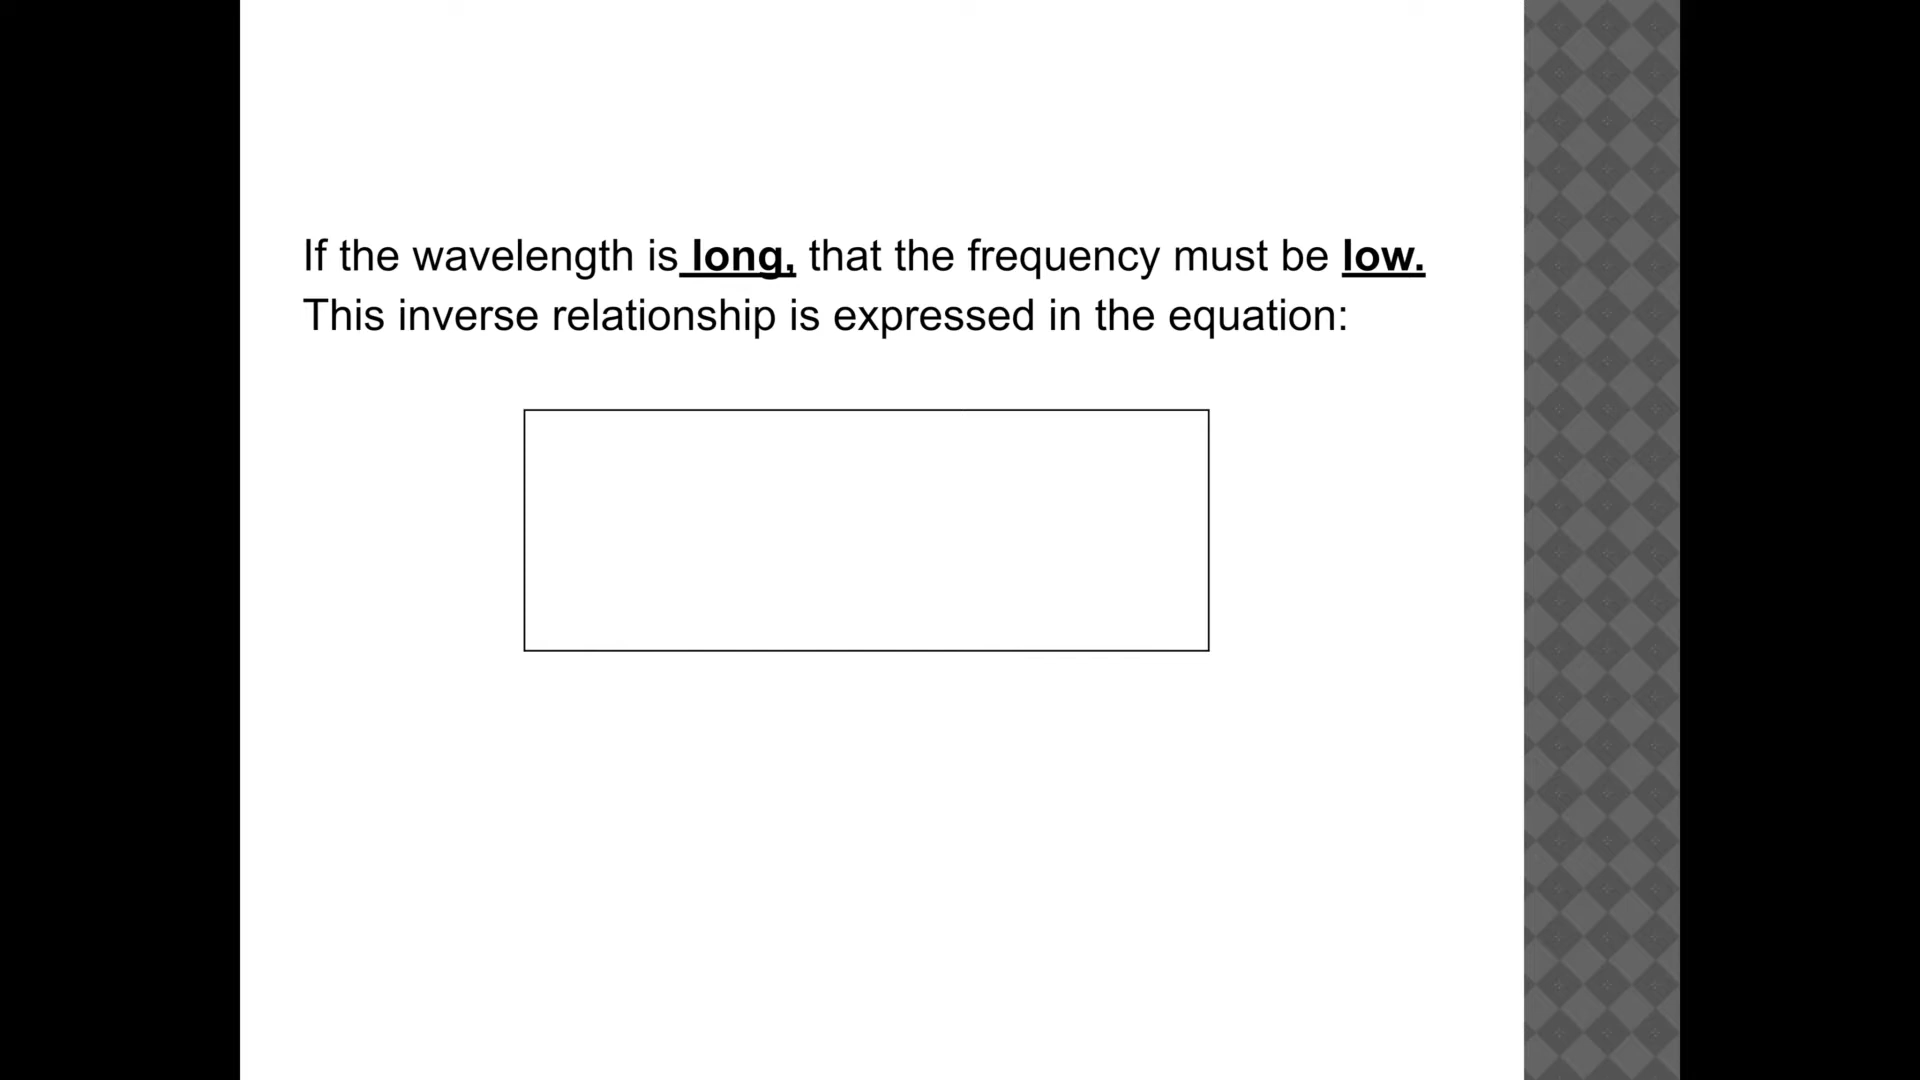 If the wavelength is long, that the frequency must be low.
This inverse relationship is expressed in the equation: